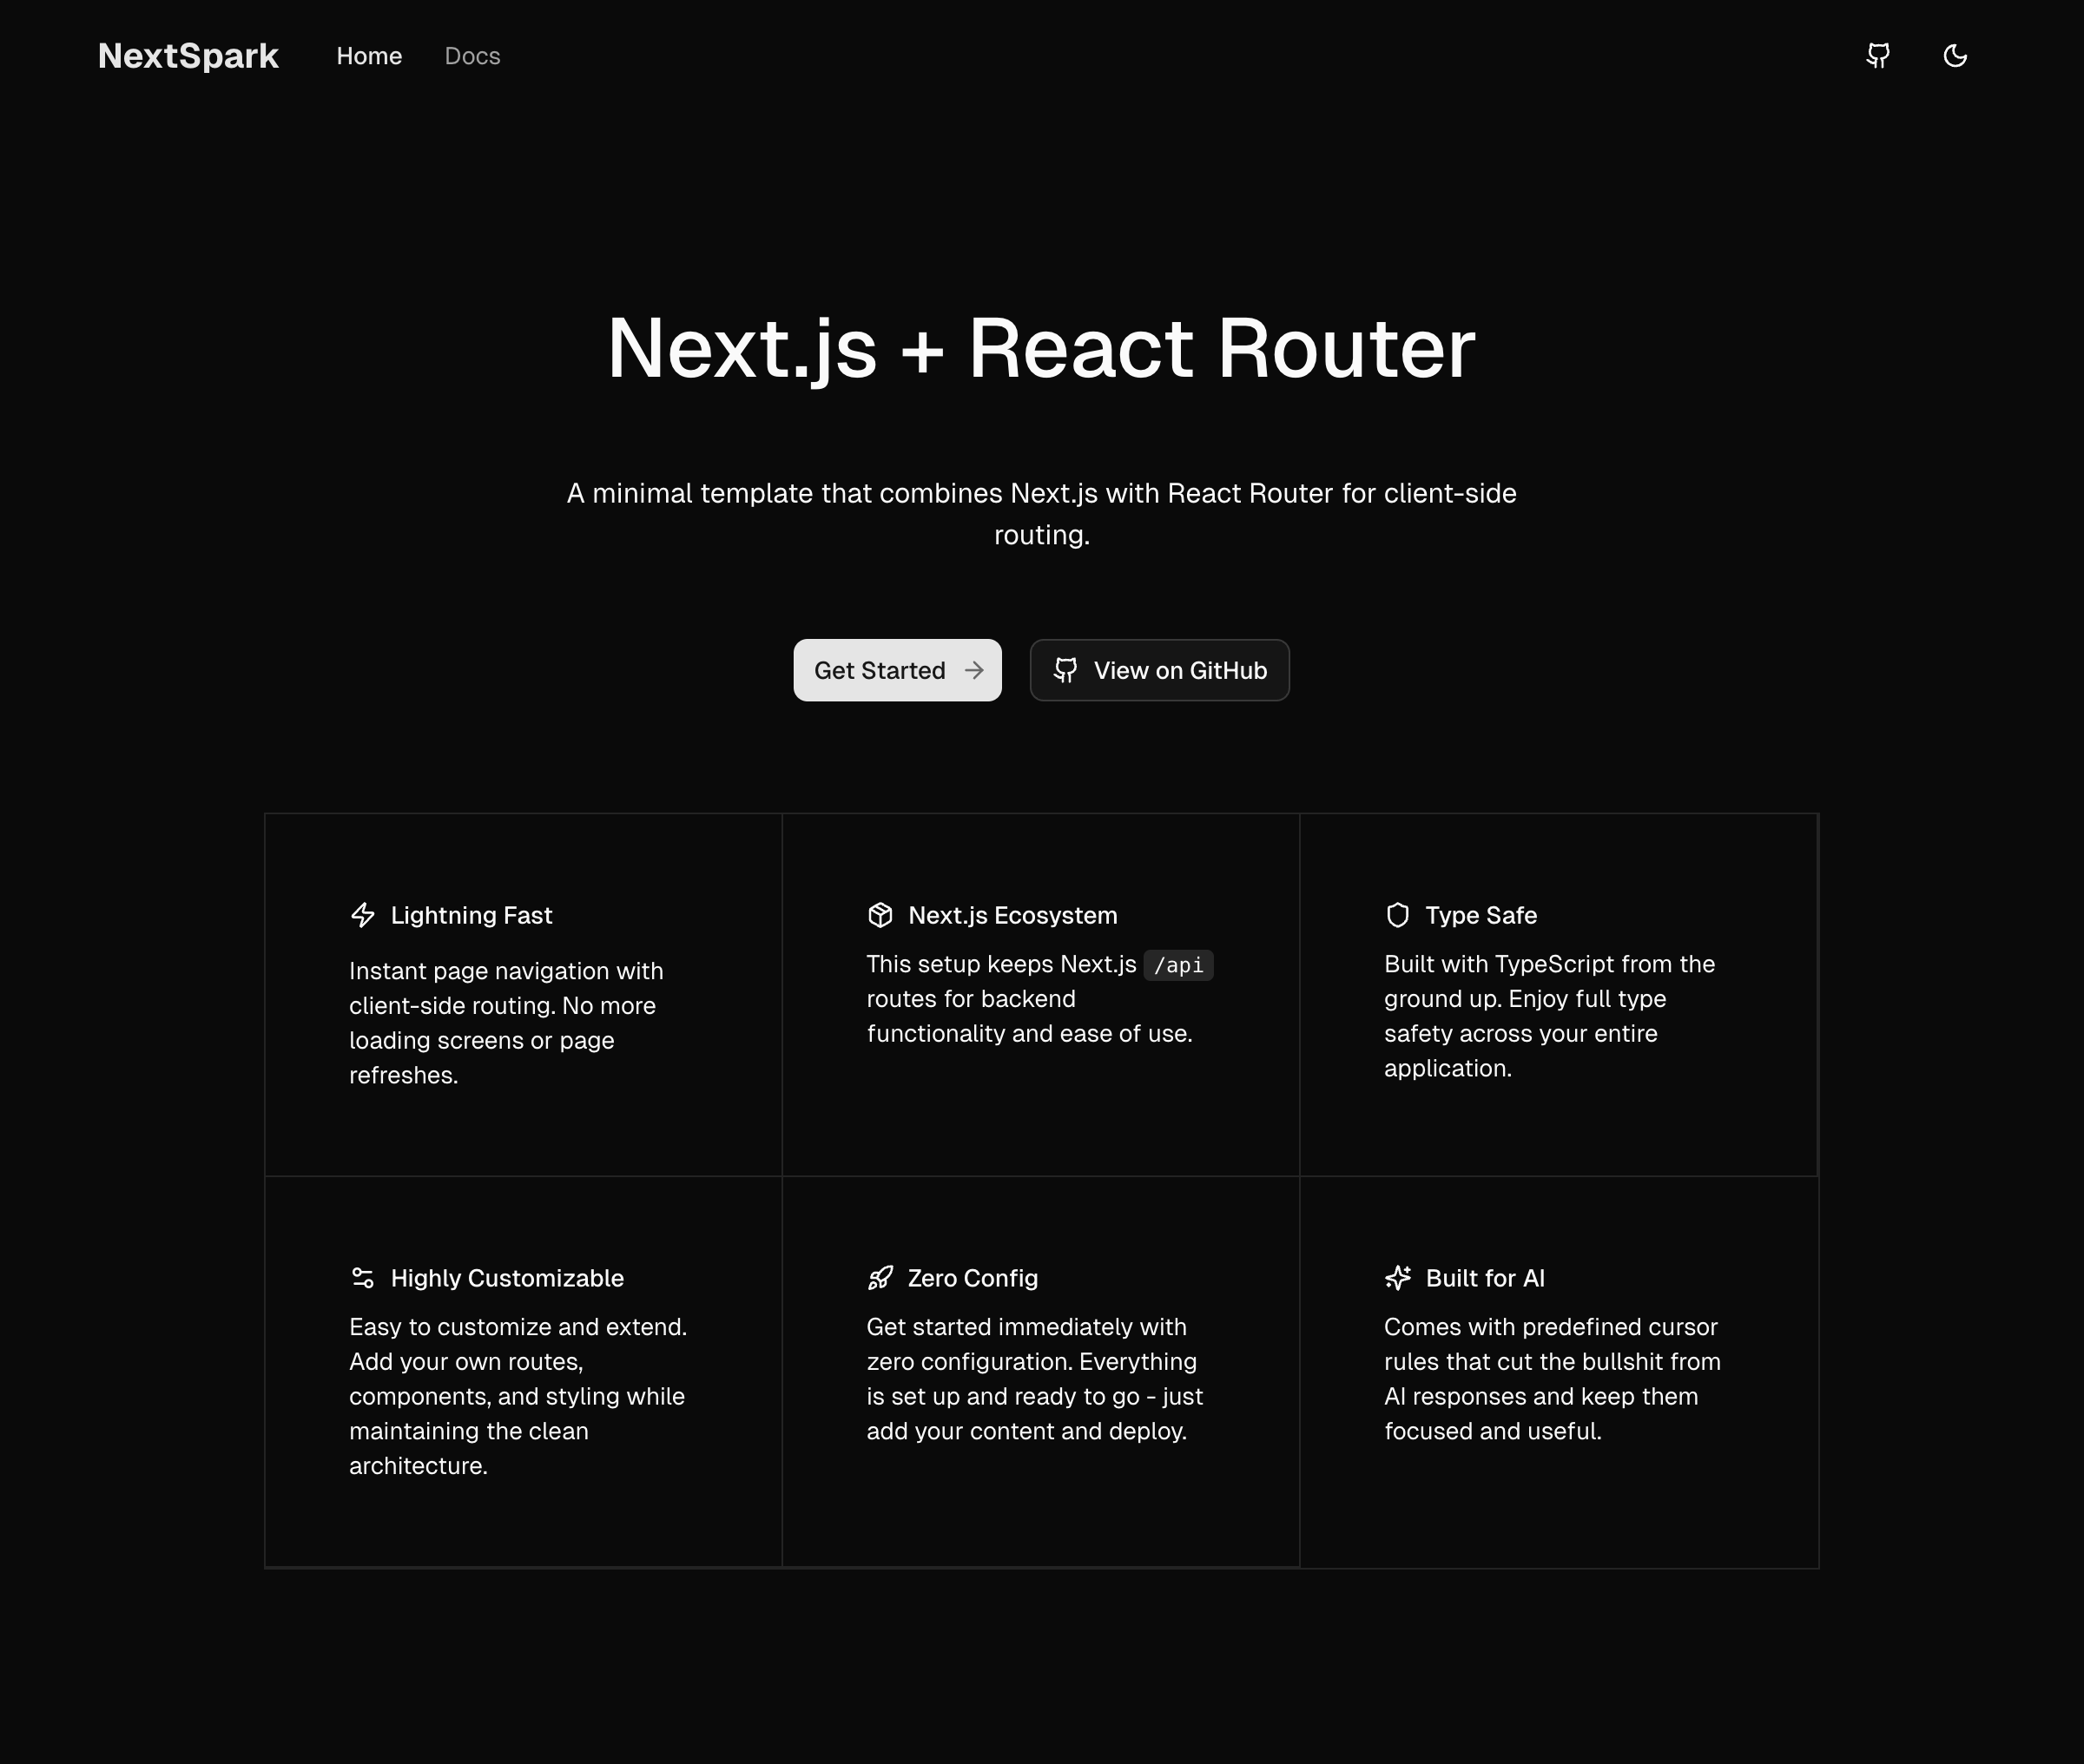 NextSpark Home Docs
Next.js + React Router
A minimal template that combines Next.js with React Router for client-side
routing.
Get Started View on GitHub
Lightning Fast
Instant page navigation with
client-side routing. No more
loading screens or page
refreshes.
Next.js Ecosystem
This setup keeps Next.js /api
routes for backend
functionality and ease of use.
Type Safe
Built with TypeScript from the
ground up. Enjoy full type
safety across your entire
application.
Highly Customizable
Easy to customize and extend.
Add your own routes,
components, and styling while
maintaining the clean
architecture.
Zero Config
Get started immediately with
zero configuration. Everything
is set up and ready to go - just
add your content and deploy.
Built for AI
Comes with predefined cursor
rules that cut the bullshit from
AI responses and keep them
focused and useful.